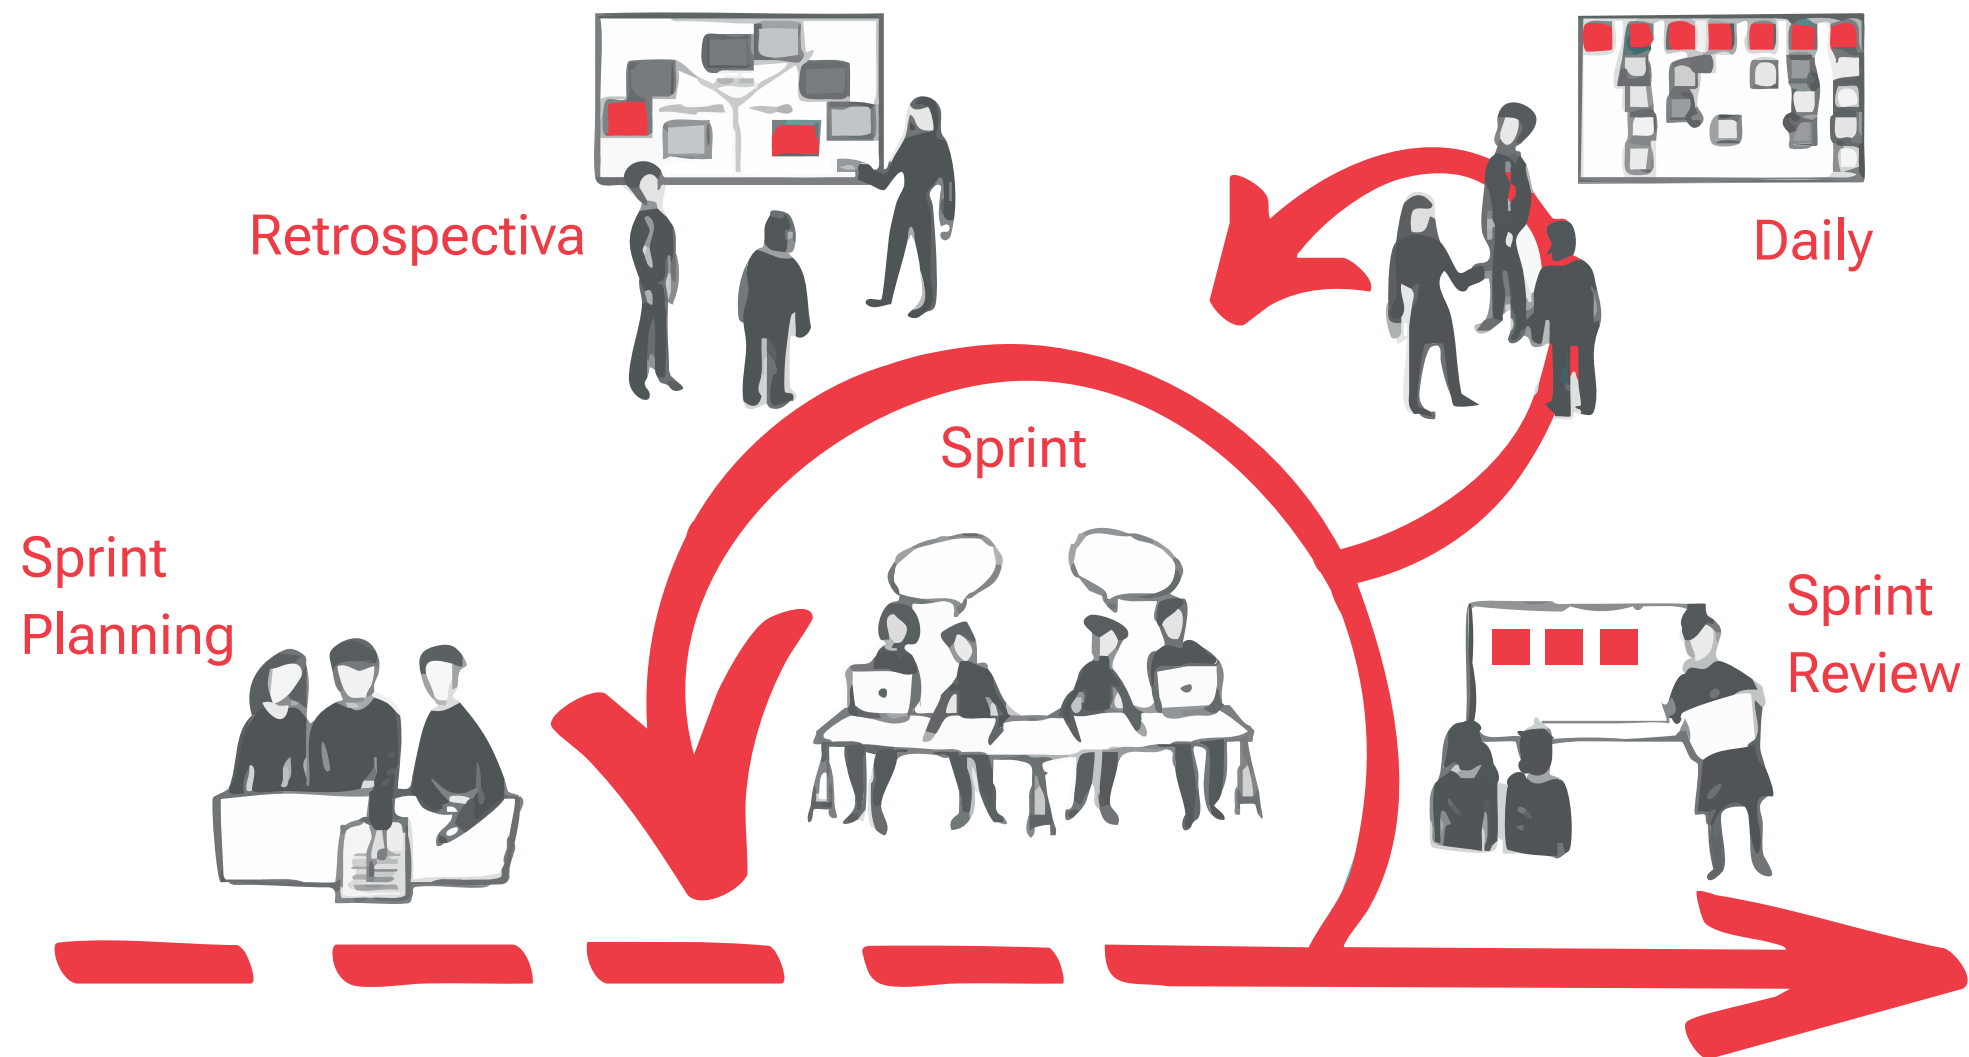 Retrospectiva
Daily
Sprint
Sprint
Planning
Sprint
Review